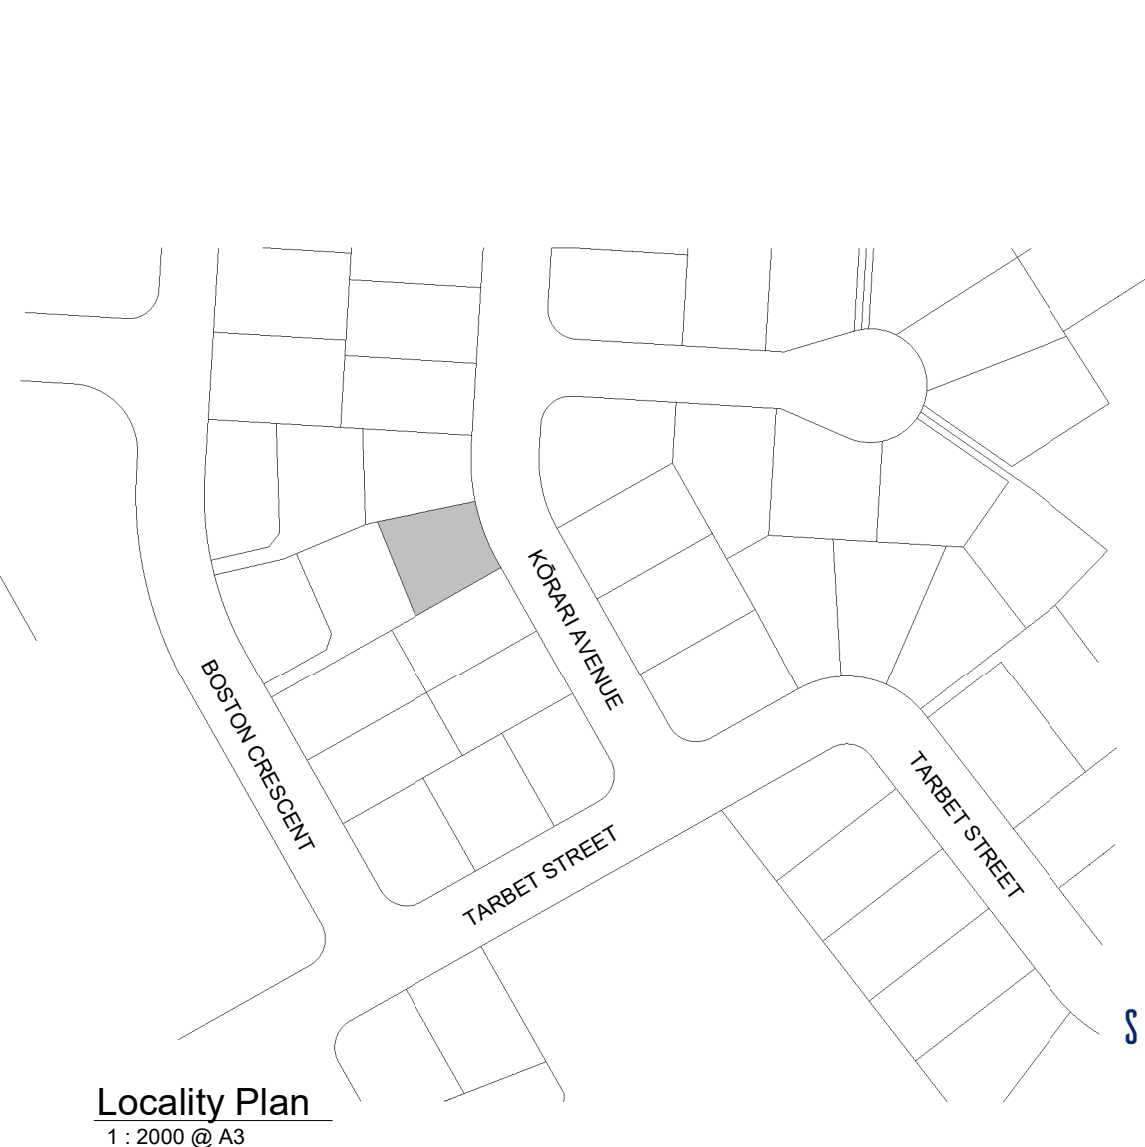 KŌRARI AVENUE
BOSTON CRESCENT
TARBET STREET
TARBET STREET
S
Locality Plan
1 : 2000 @ A3